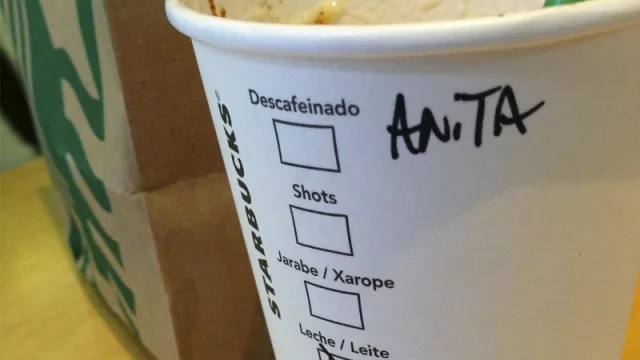 STARBUCKS®
Descafeinado
ANiTA
Shots
Jarabe / Xarope
Leche / Leite